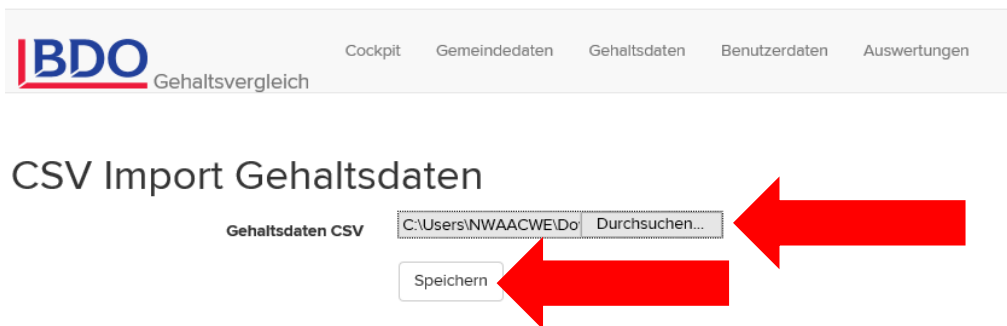 BDO Gehaltsvergleich
Cockpit Gemeindedaten Gehaltsdaten Benutzerdaten Auswertungen
CSV Import Gehaltsdaten
Gehaltsdaten CSV C:\Users\NWAACWE\Do Durchsuchen...
Speichern